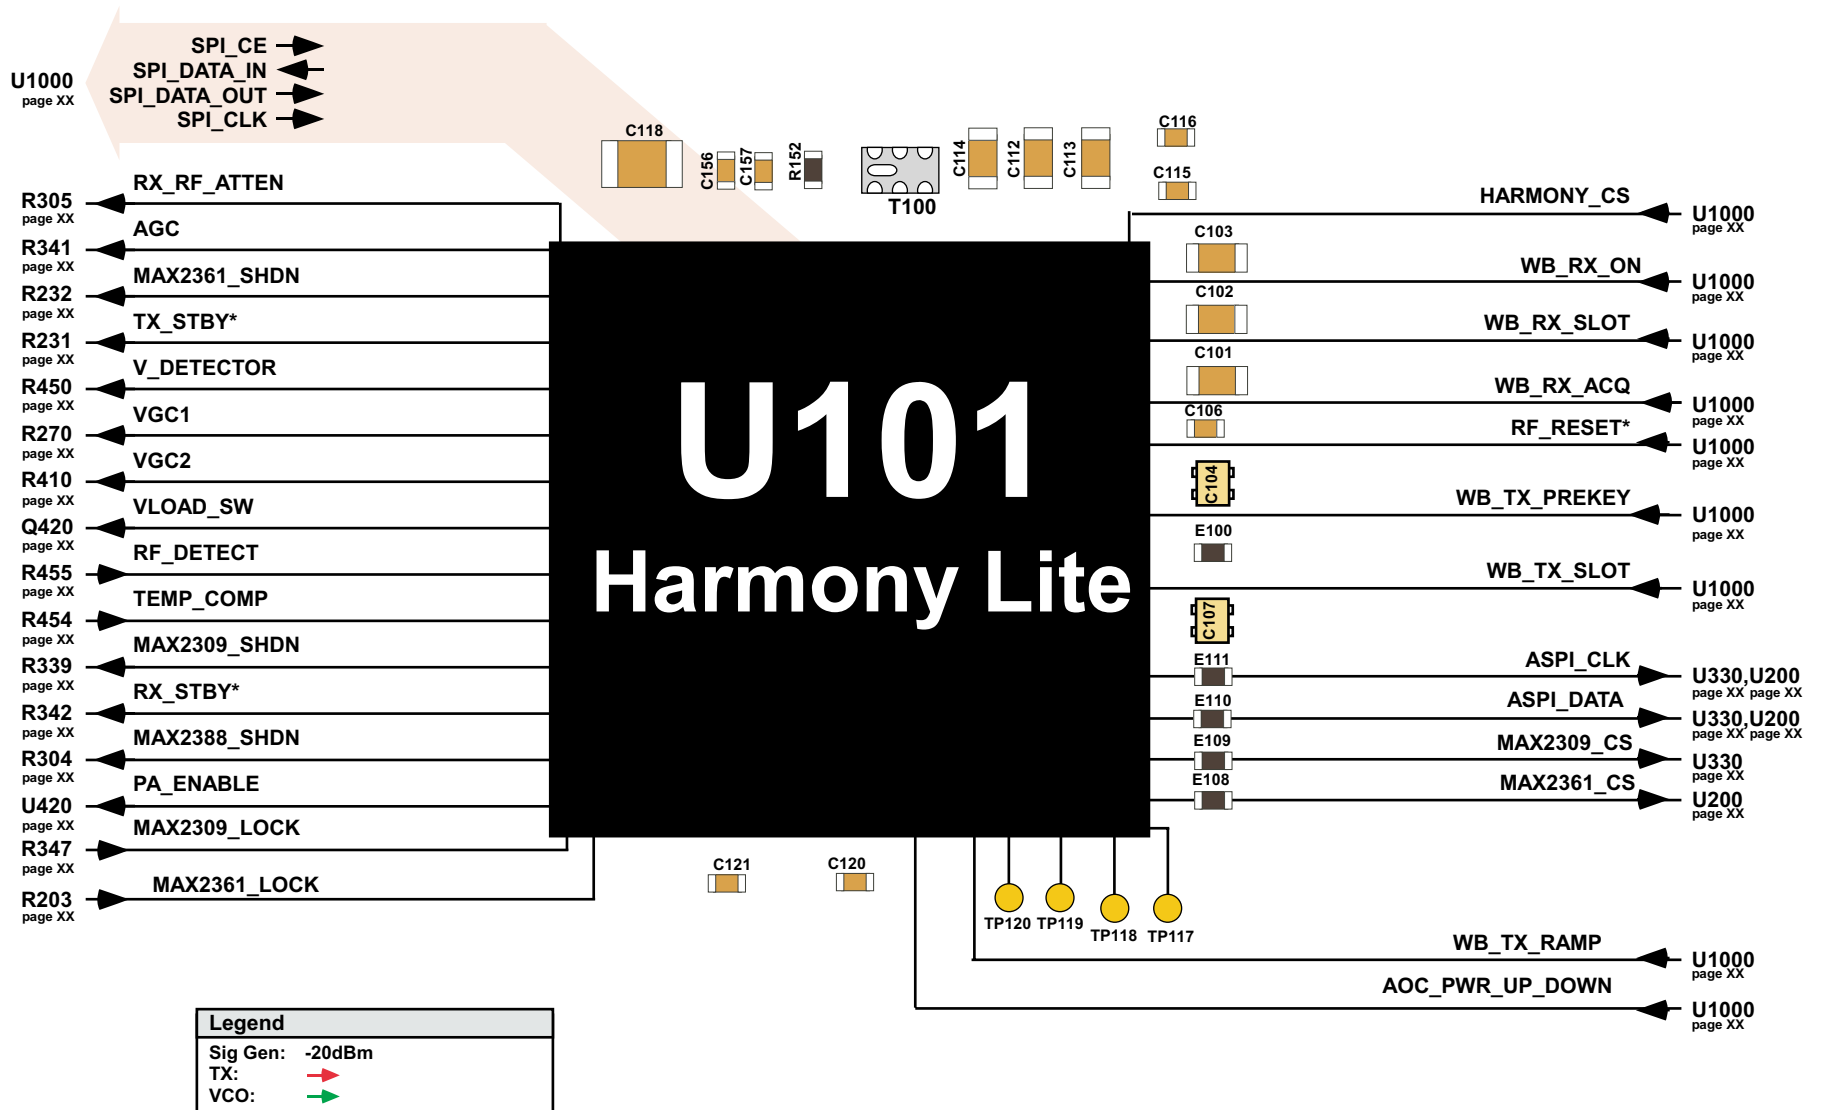 SPI_CE
SPI_DATA_IN
SPI_DATA_OUT
SPI_CLK
U1000
page XX
RX_RF_ATTEN
R305
page XX
AGC
R341
page XX
MAX2361_SHDN
R232
page XX
TX_STBY*
R231
page XX
V_DETECTOR
R450
page XX
VGC1
R270
page XX
VGC2
R410
page XX
VLOAD_SW
Q420
page XX
RF_DETECT
R455
page XX
TEMP_COMP
R454
page XX
MAX2309_SHDN
R339
page XX
RX_STBY*
R342
page XX
MAX2388_SHDN
R304
page XX
PA_ENABLE
U420
page XX
MAX2309_LOCK
R347
page XX
MAX2361_LOCK
R203
page XX
C118
C156
C157
R152
T100
C114
C112
C113
C116
C115
C103
C102
C101
C106
C104
E100
C107
E111
E110
E109
E108
U101
Harmony Lite
C121
C120
TP120
TP119
TP118
TP117
HARMONY_CS
U1000
page XX
WB_RX_ON
U1000
page XX
WB_RX_SLOT
U1000
page XX
WB_RX_ACQ
U1000
page XX
RF_RESET*
U1000
page XX
WB_TX_PREKEY
U1000
page XX
WB_TX_SLOT
U1000
page XX
ASPI_CLK
U330,U200
page XX page XX
ASPI_DATA
U330,U200
page XX page XX
MAX2309_CS
U330
page XX
MAX2361_CS
U200
page XX
WB_TX_RAMP
U1000
page XX
AOC_PWR_UP_DOWN
U1000
page XX
Legend
Sig Gen: -20dBm
TX:
VCO: